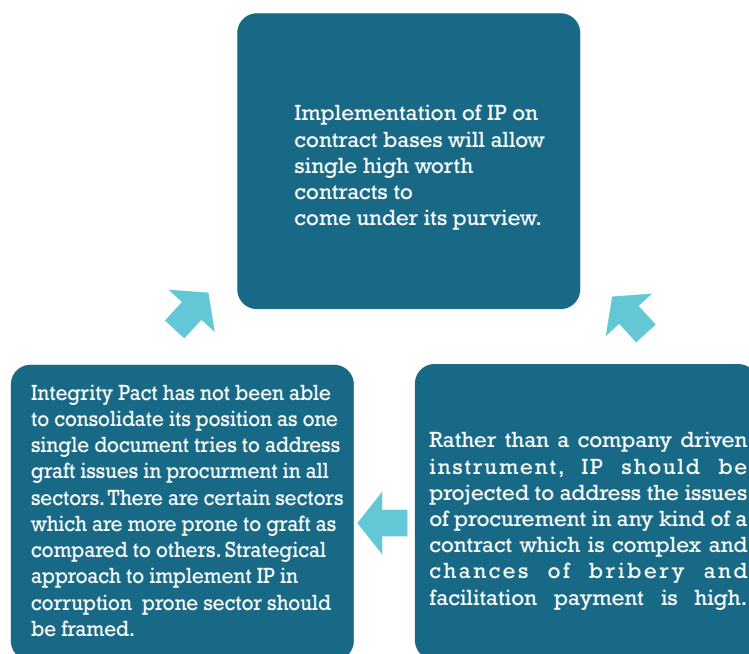 Implementation of IP on
contract bases will allow
single high worth
contracts to
come under its purview.
Integrity Pact has not been able
to consolidate its position as one
single document tries to address
graft issues in procurment in all
sectors. There are certain sectors
which are more prone to graft as
compared to others. Strategical
approach to implement IP in
corruption prone sector should
be framed.
Rather than a company driven
instrument, IP should be
projected to address the issues
of procurement in any kind of a
contract which is complex and
chances of bribery and
facilitation payment is high.